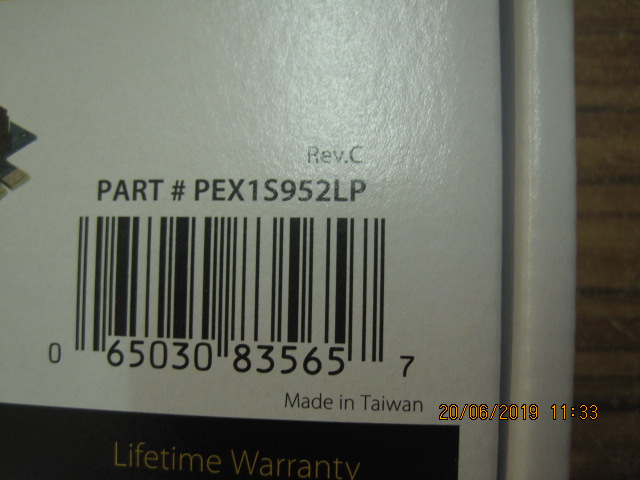 Rev.C
PART # PEX1S952LP
0 65030 83565 7
Made in Taiwan
20/06/2019 11:33
Lifetime Warranty